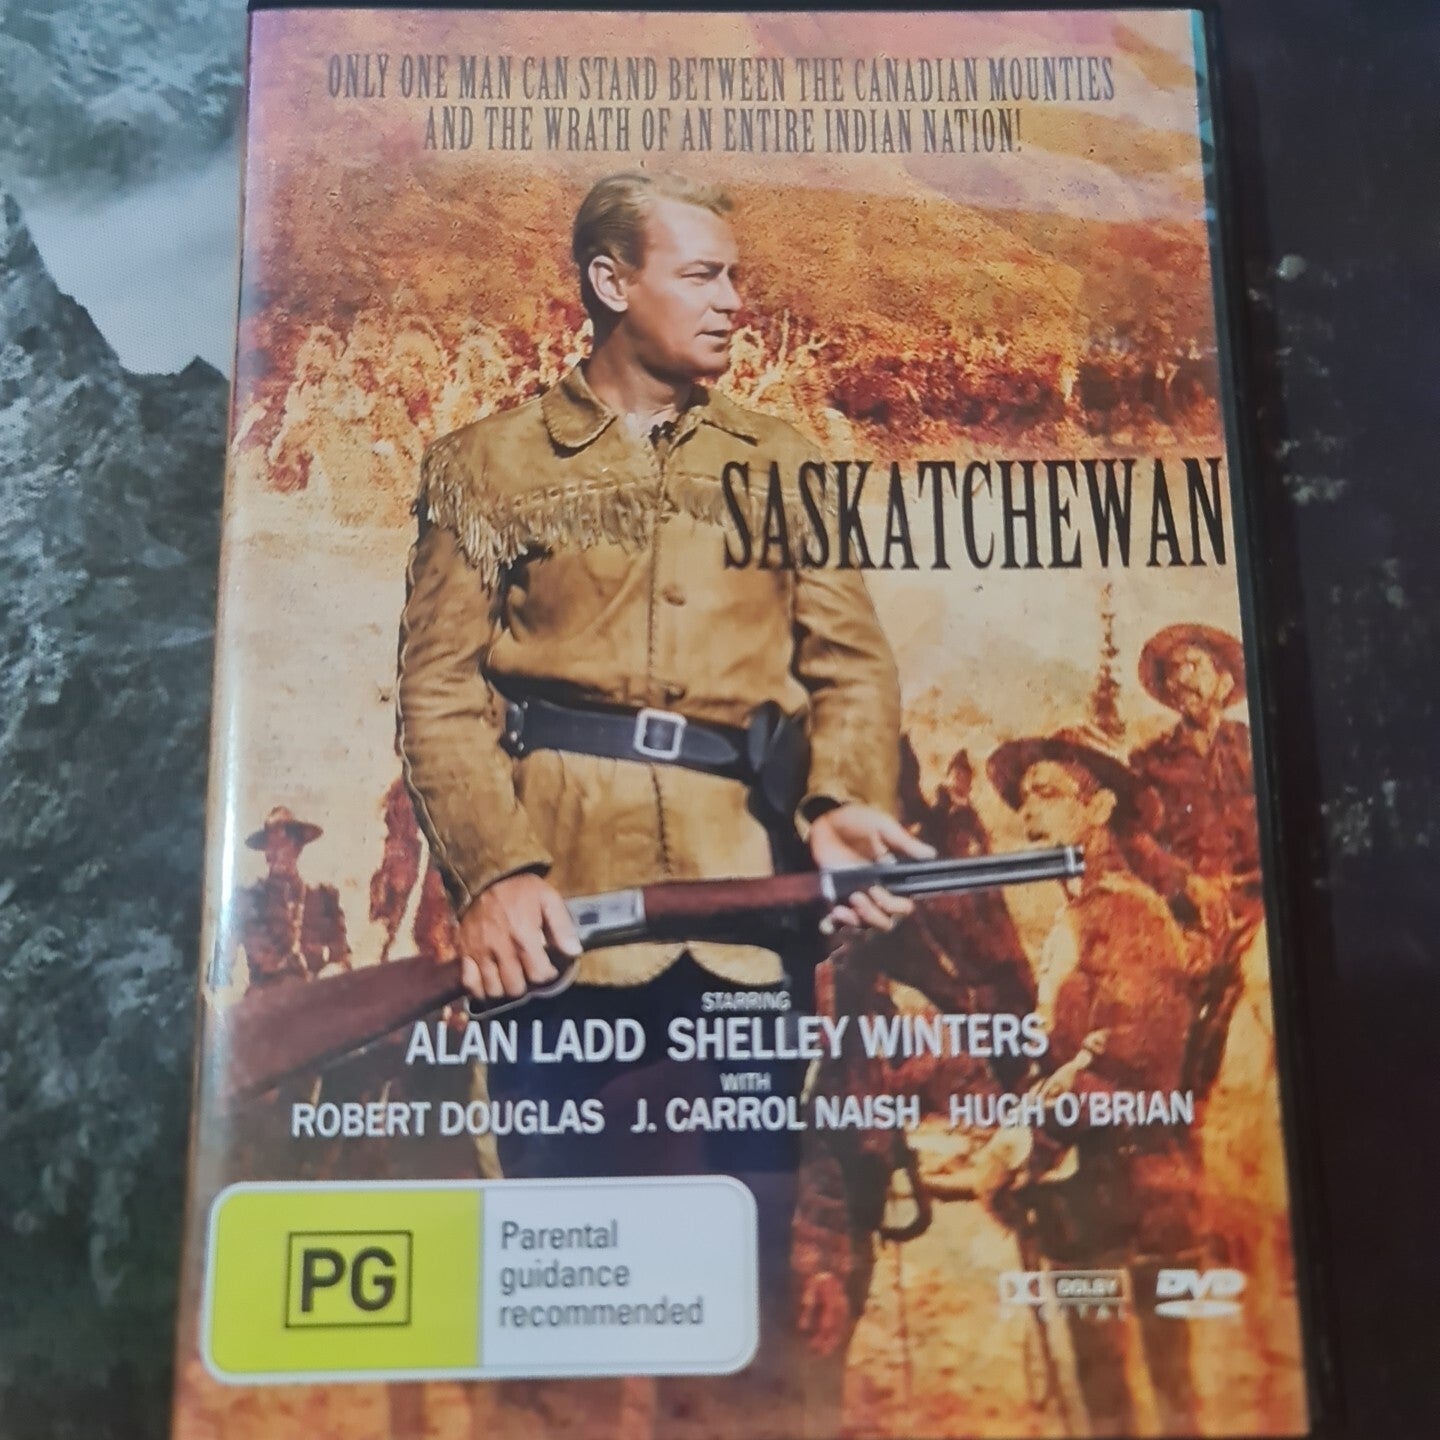 ONLY ONE MAN CAN STAND BETWEEN THE CANADIAN MOUNTIES
AND THE WRATH OF AN ENTIRE INDIAN NATION!
SASKATCHEWAN
STARRING
ALAN LADD SHELLEY WINTERS
WITH
ROBERT DOUGLAS J. CARROL NAISH HUGH O'BRIAN
PG
Parental
guidance
recommended
DOLBY
DIGITAL
DVD